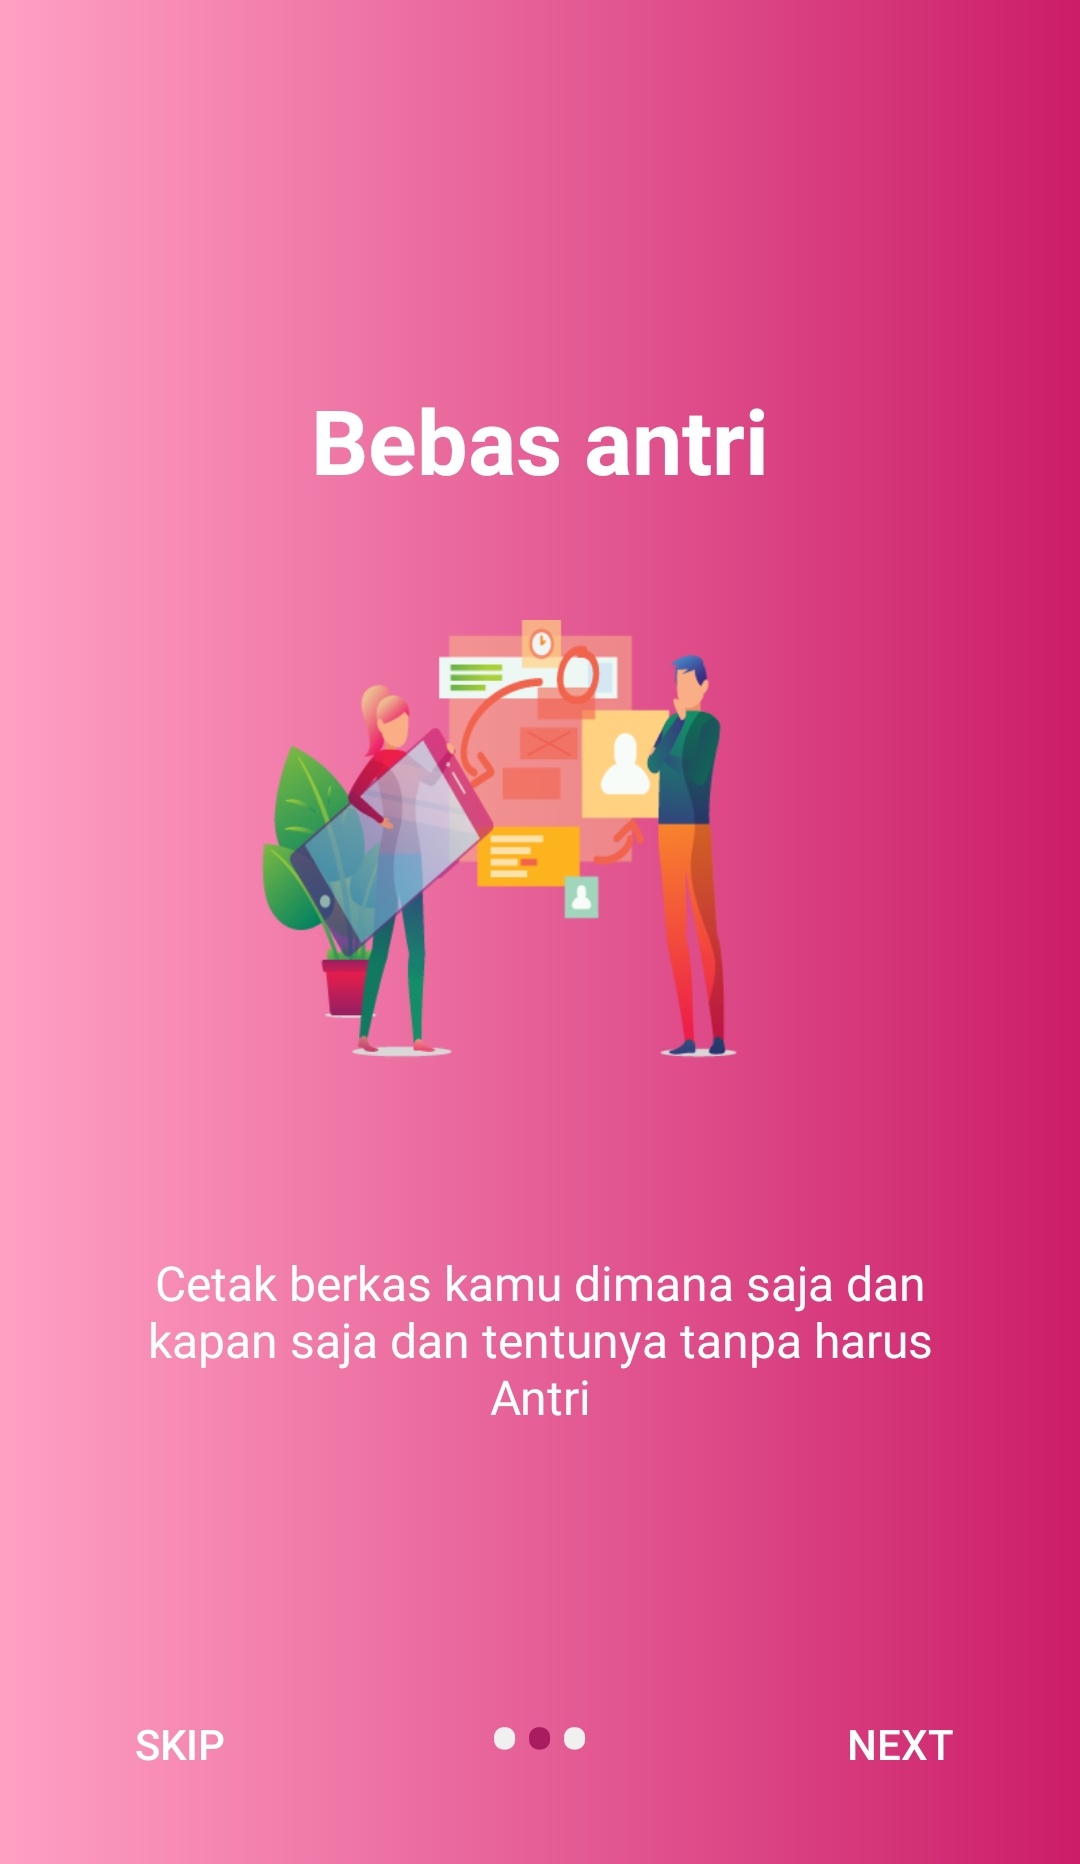 Bebas antri
Cetak berkas kamu dimana saja dan
kapan saja dan tentunya tanpa harus
Antri
SKIP
NEXT